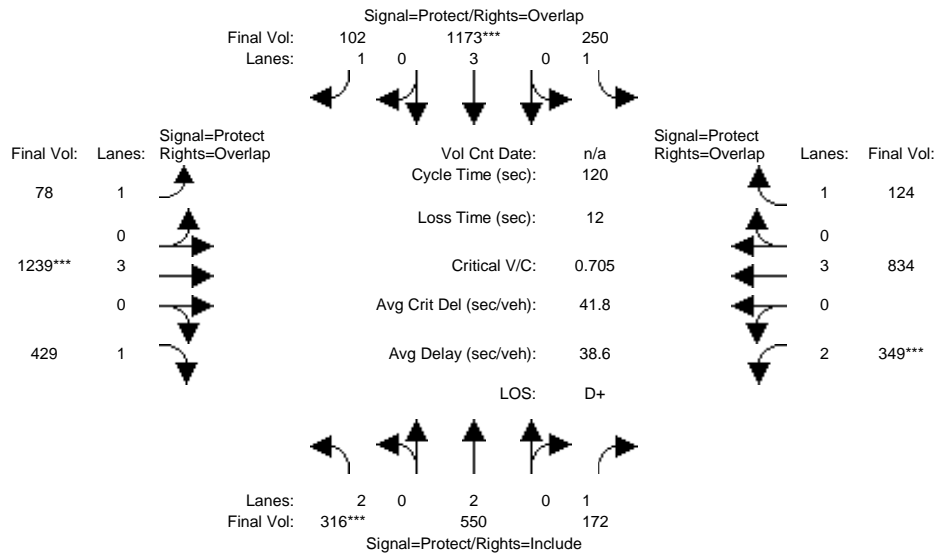 Signal=Protect/Rights=Overlap
Final Vol: 102 1173*** 250
Lanes: 1 0 3 0 1
Signal=Protect Signal=Protect
Final Vol: Lanes: Rights=Overlap Vol Cnt Date: n/a Rights=Overlap Lanes: Final Vol:
Cycle Time (sec): 120
78 1 1 124
Loss Time (sec): 12
0 0
1239*** 3 Critical V/C: 0.705 3 834
0 Avg Crit Del (sec/veh): 41.8 0
429 1 Avg Delay (sec/veh): 38.6 2 349***
LOS: D+
Lanes: 2 0 2 0 1
Final Vol: 316*** 550 172
Signal=Protect/Rights=Include